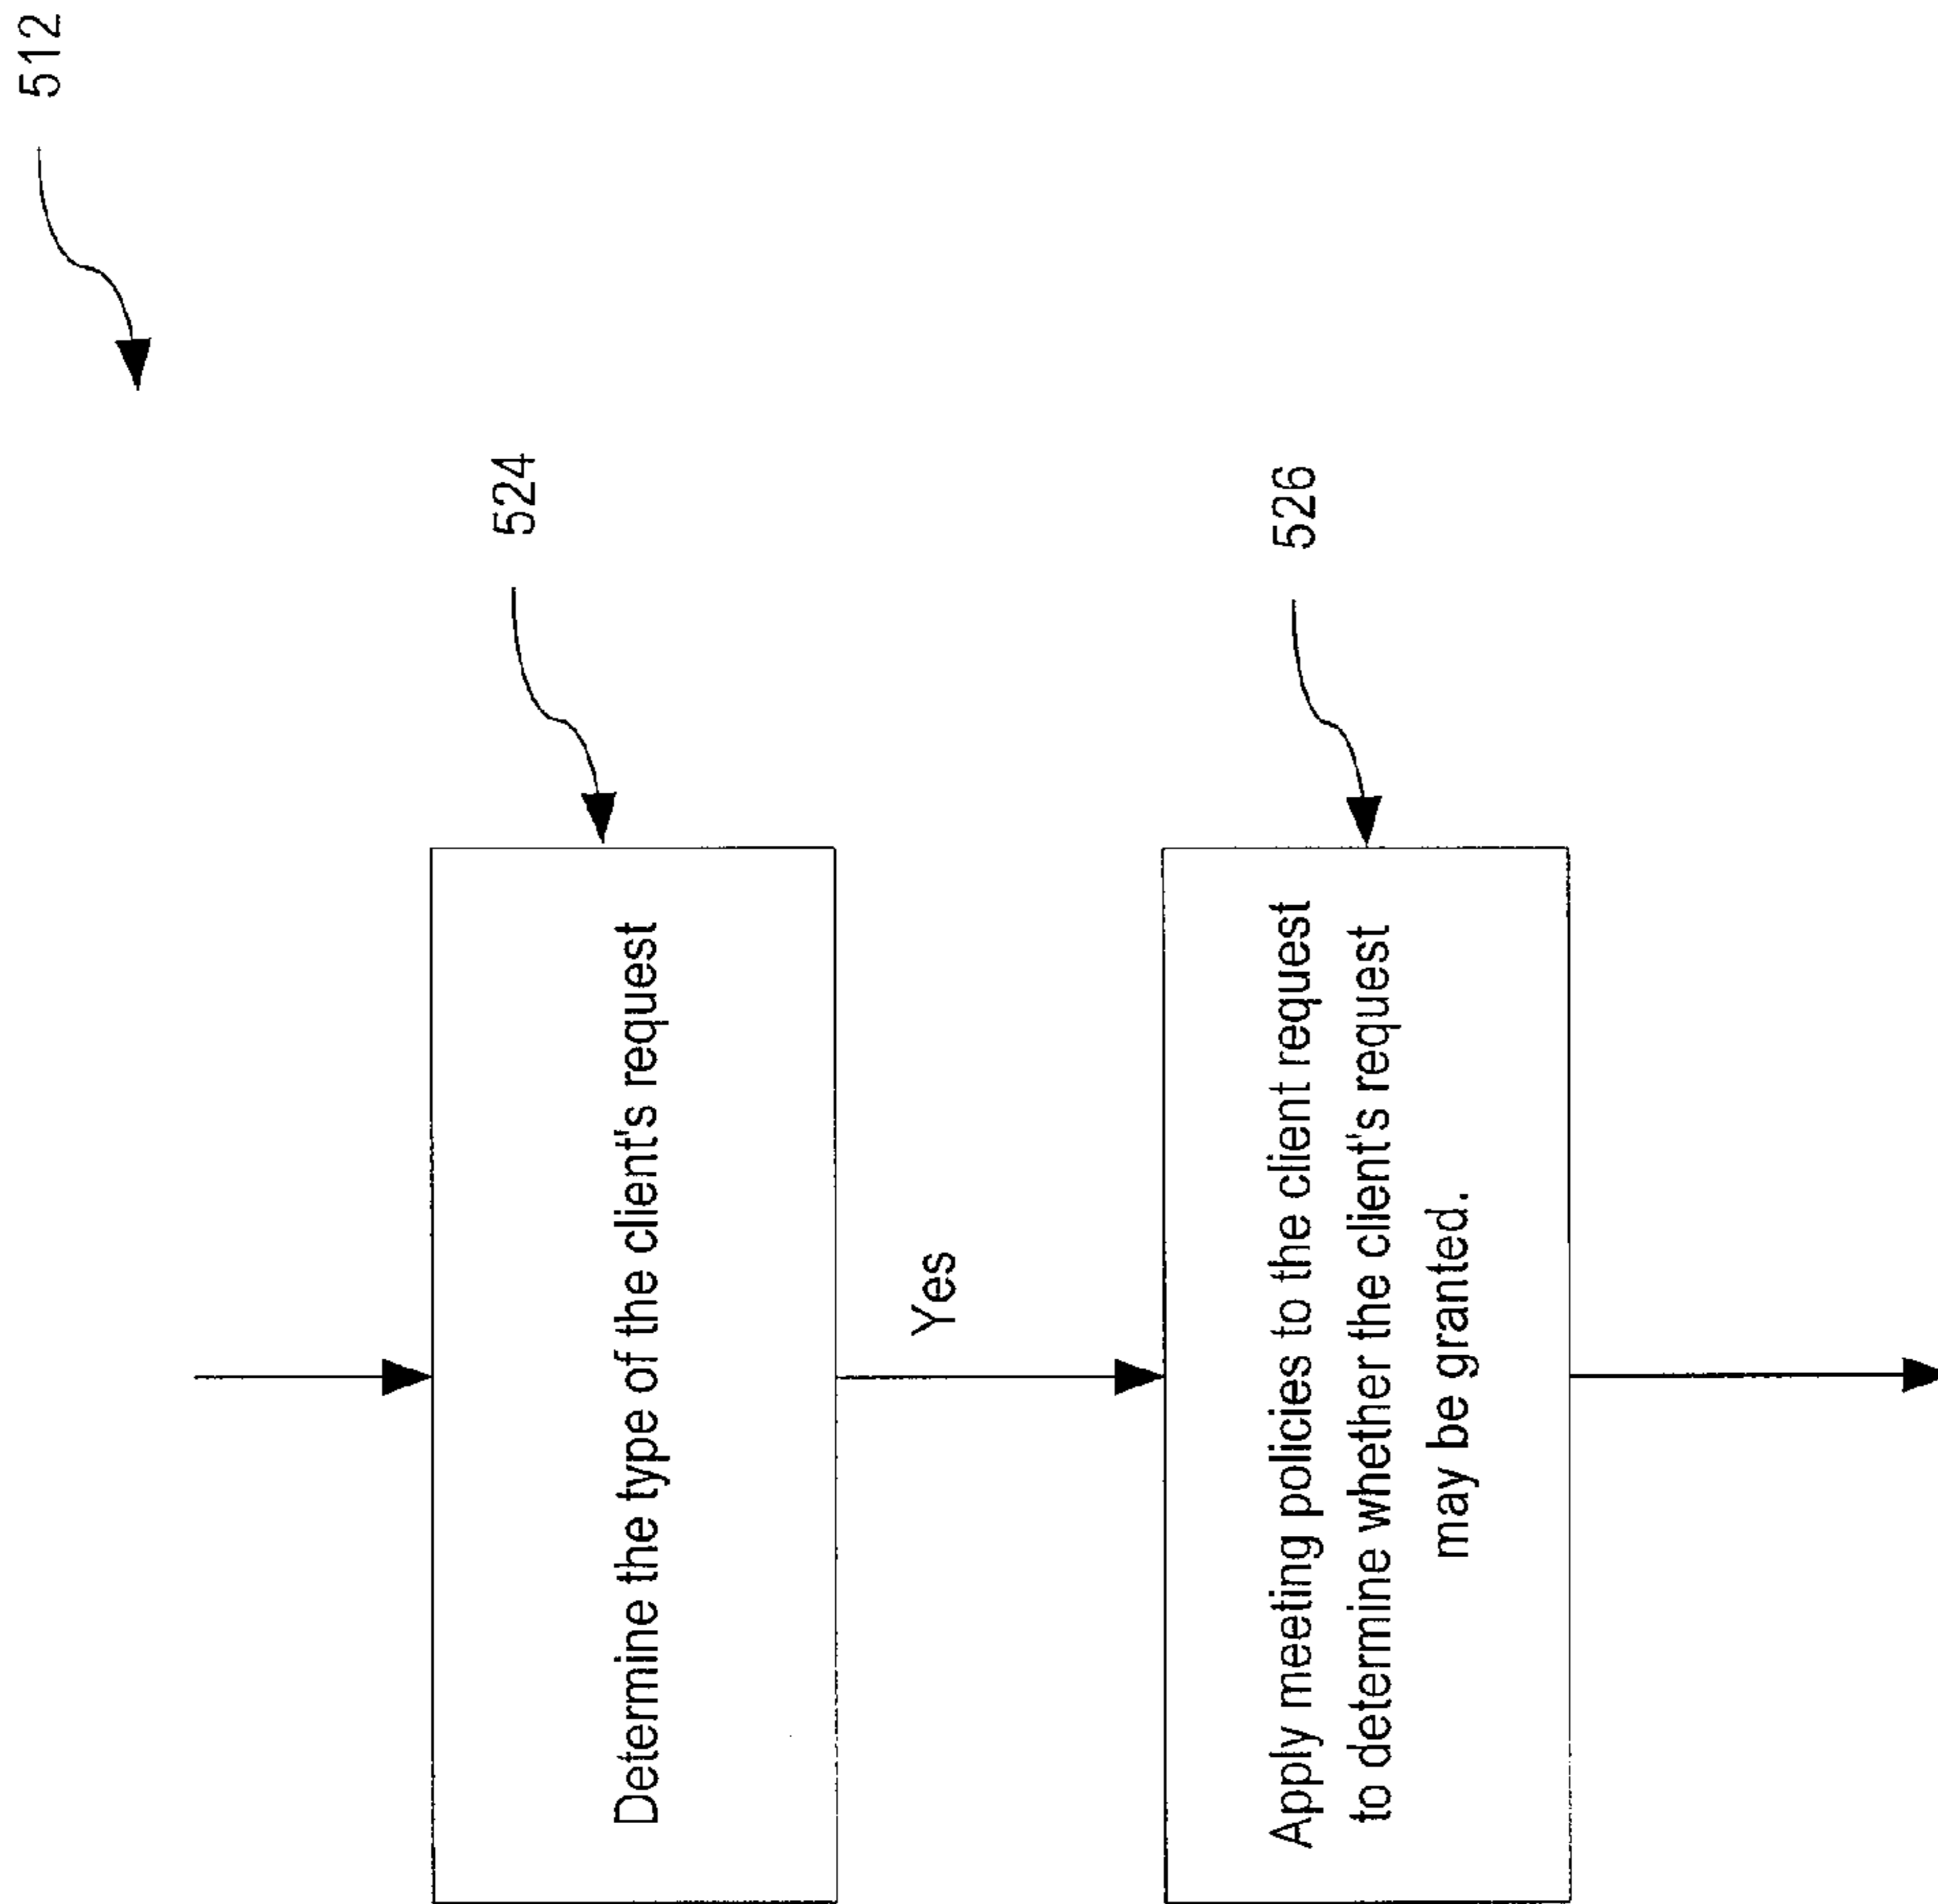 512
524
Determine the type of the client's request
Yes
526
Apply meeting policies to the client request
to determine whether the client's request
may be granted.